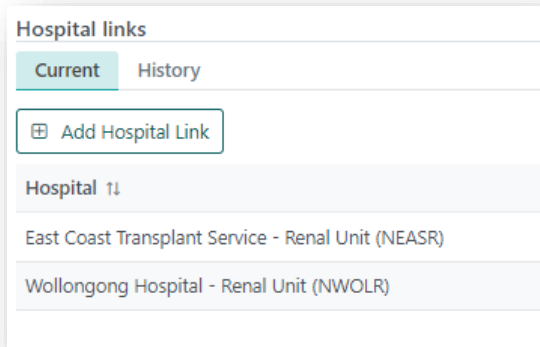 Hospital links
Current History
Add Hospital Link
Hospital
East Coast Transplant Service - Renal Unit (NEASR)
Wollongong Hospital - Renal Unit (NWOLR)